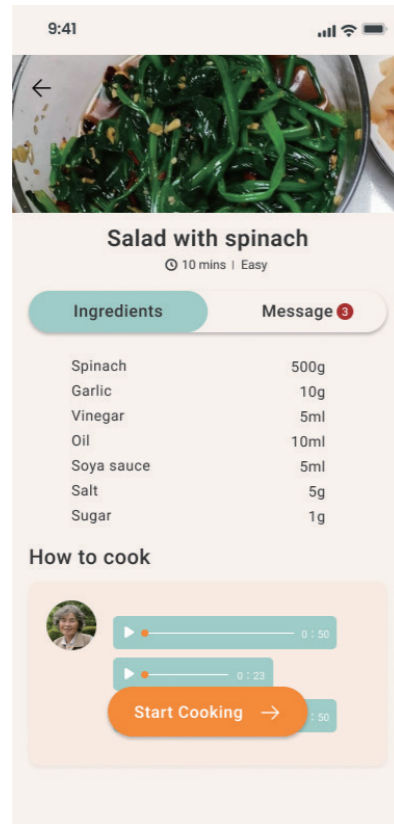 9:41
Salad with spinach
10 mins | Easy
Ingredients Message 3
Spinach 500g
Garlic 10g
Vinegar 5ml
Oil 10ml
Soya sauce 5ml
Salt 5g
Sugar 1g
How to cook
0 : 50
0 : 23
Start Cooking → : 50